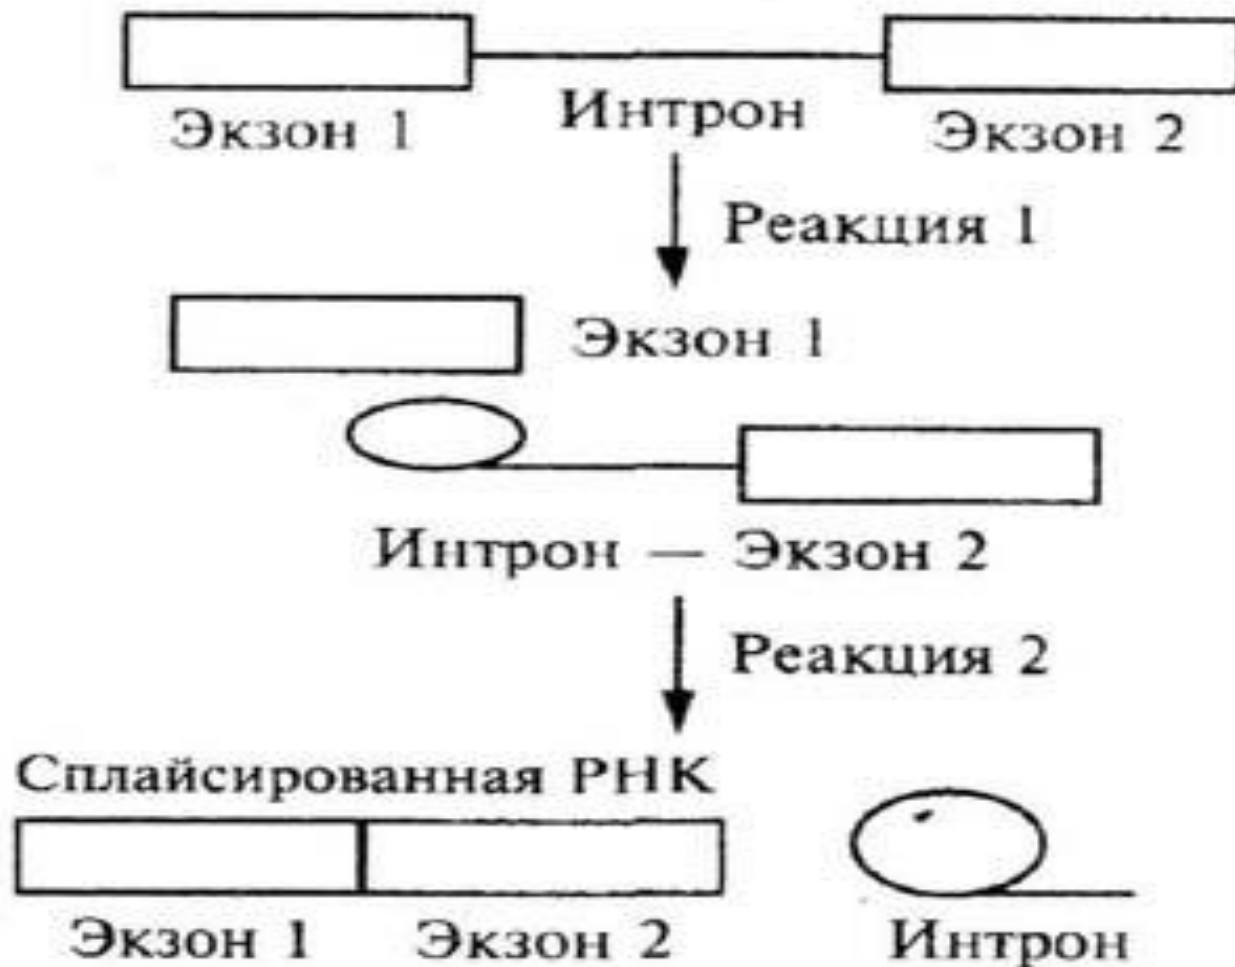 Экзон 1 Интрон Экзон 2
Реакция 1
Экзон 1
Интрон — Экзон 2
Реакция 2
Сплайсированная РНК
Экзон 1 Экзон 2 Интрон